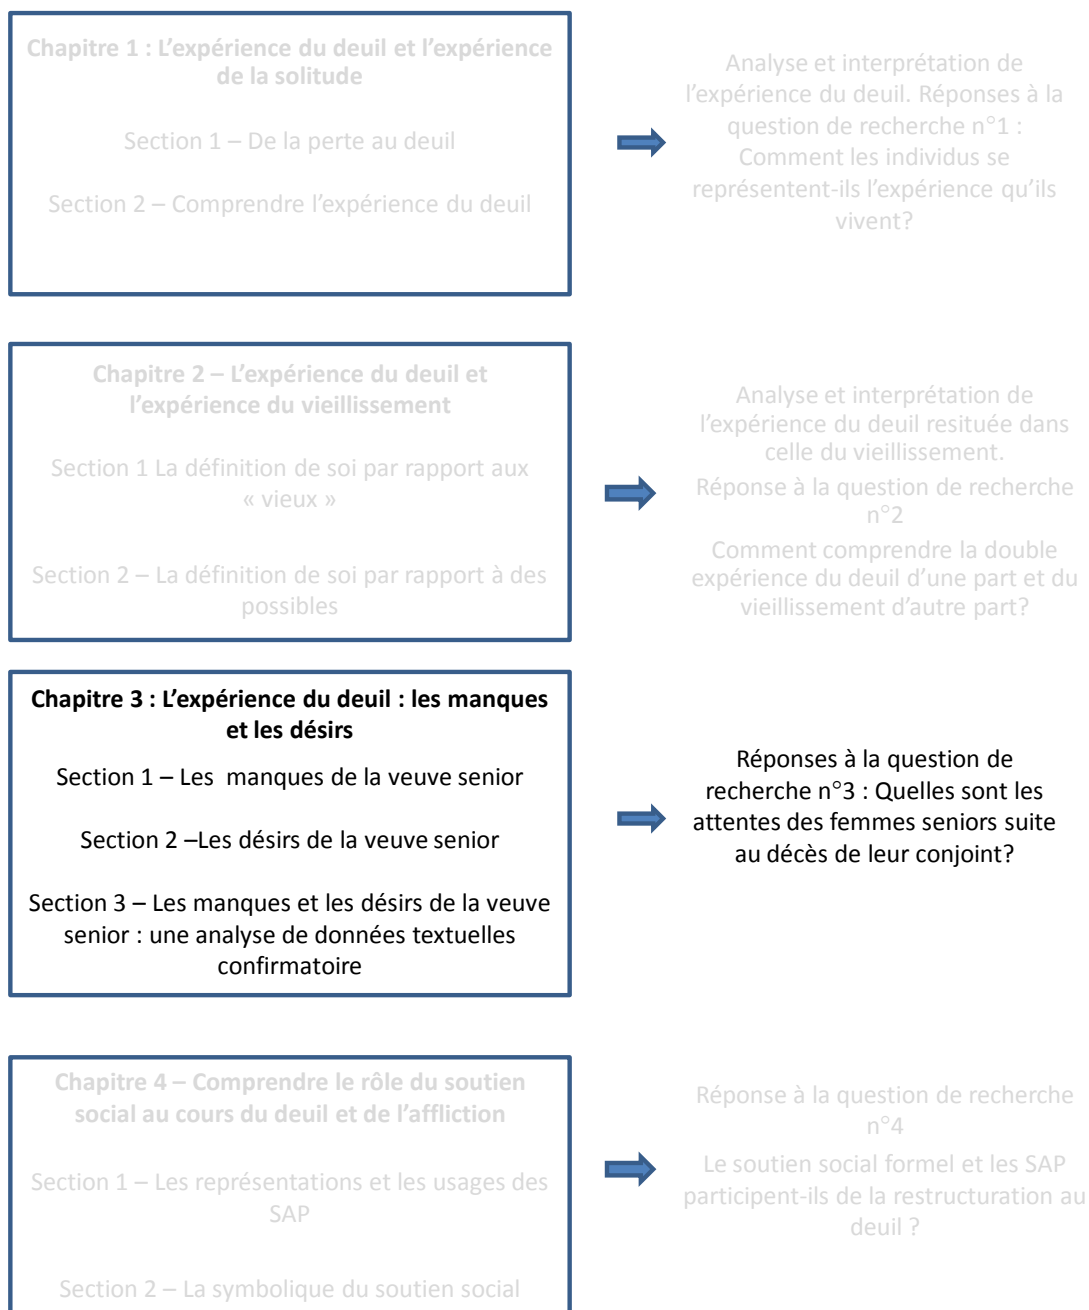 Chapitre 1 : L’expérience du deuil et l’expérience
de la solitude
Section 1 – De la perte au deuil
Section 2 – Comprendre l’expérience du deuil
Analyse et interprétation de
l’expérience du deuil. Réponses à la
question de recherche n°1 :
Comment les individus se
représentent-ils l’expérience qu’ils
vivent?
Chapitre 2 – L’expérience du deuil et
l’expérience du vieillissement
Section 1 La définition de soi par rapport aux
« vieux »
Section 2 – La définition de soi par rapport à des
possibles
Analyse et interprétation de
l’expérience du deuil resituée dans
celle du vieillissement.
Réponse à la question de recherche
n°2
Comment comprendre la double
expérience du deuil d’une part et du
vieillissement d’autre part?
Chapitre 3 : L’expérience du deuil : les manques
et les désirs
Section 1 – Les manques de la veuve senior
Section 2 –Les désirs de la veuve senior
Section 3 – Les manques et les désirs de la veuve
senior : une analyse de données textuelles
confirmatoire
Réponses à la question de
recherche n°3 : Quelles sont les
attentes des femmes seniors suite
au décès de leur conjoint?
Chapitre 4 – Comprendre le rôle du soutien
social au cours du deuil et de l’affliction
Section 1 – Les représentations et les usages des
SAP
Section 2 – La symbolique du soutien social
Réponse à la question de recherche
n°4
Le soutien social formel et les SAP
participent-ils de la restructuration au
deuil ?